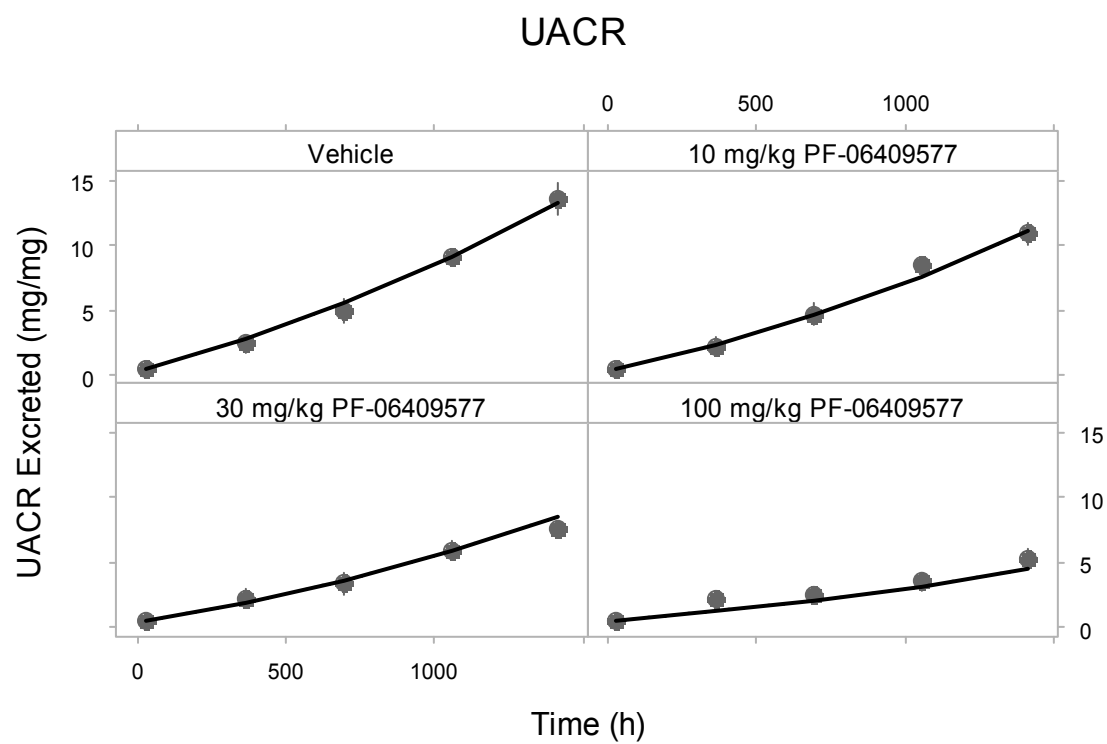 UACR
0 500 1000
Vehicle 10 mg/kg PF-06409577
15
10
5
0
30 mg/kg PF-06409577 100 mg/kg PF-06409577
15
10
5
0
UACR Excreted (mg/mg)
0 500 1000
Time (h)